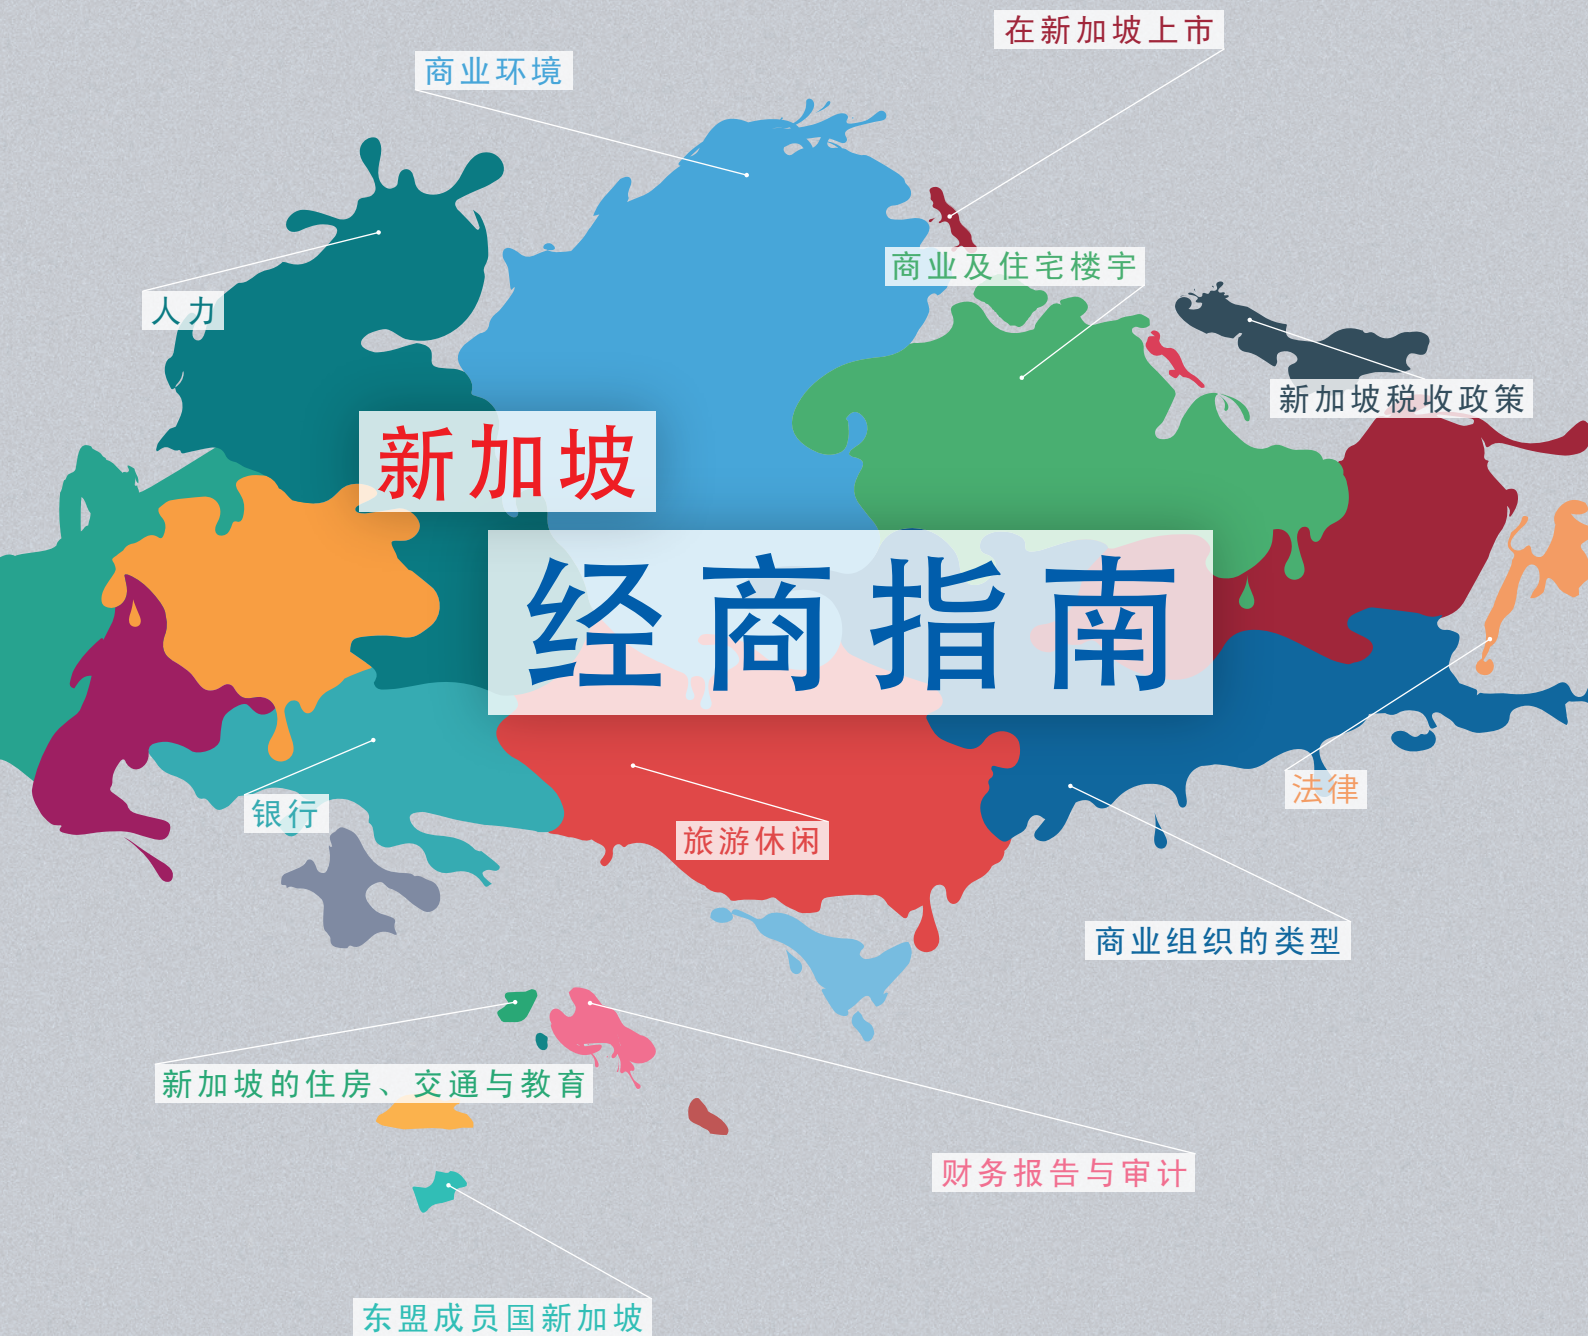 在新加坡上市
商业环境
商业及住宅楼宇
人力
新加坡税收政策
新加坡
经商指南
法律
银行
旅游休闲
商业组织的类型
新加坡的住房、交通与教育
财务报告与审计
东盟成员国新加坡